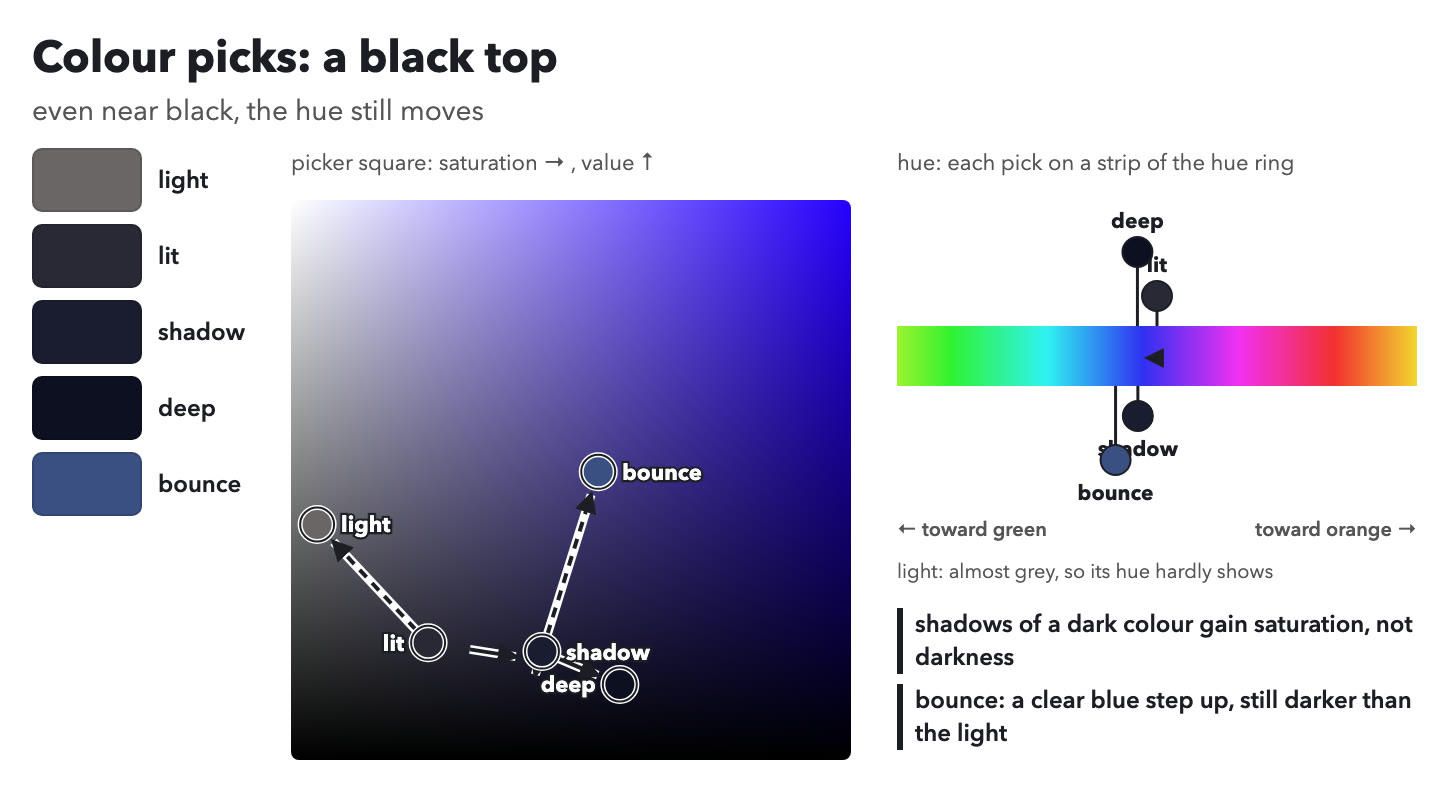 Colour picks: a black top
even near black, the hue still moves
light
lit
shadow
deep
bounce
picker square: saturation → , value ↑
bounce
light
lit
shadow
deep
hue: each pick on a strip of the hue ring
deep
lit
shadow
bounce
← toward green
toward orange →
light: almost grey, so its hue hardly shows
shadows of a dark colour gain saturation, not
darkness
bounce: a clear blue step up, still darker than
the light